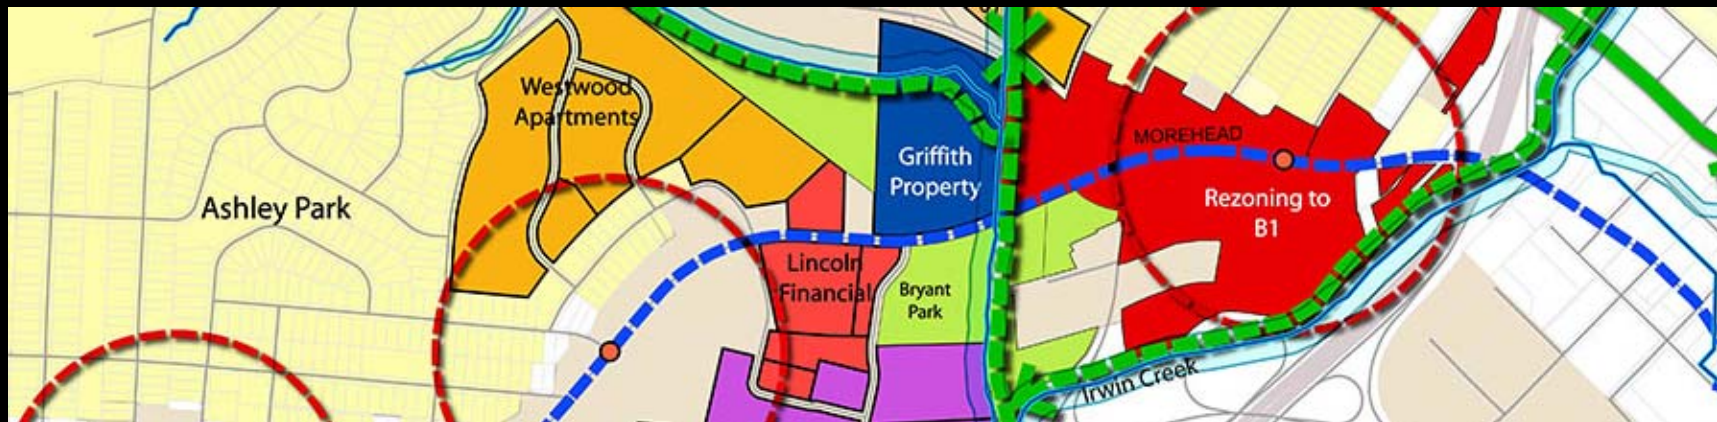 Westwood
Apartments
Ashley Park
Griffith
Property
MOREHEAD
Rezoning to
B1
Lincoln
Financial
Bryant
Park
Irwin Creek